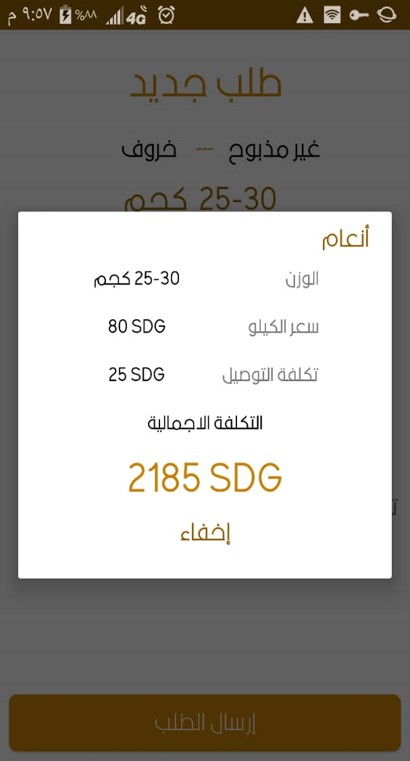 ٩:٥٧ م ٨٨% 4G
طلب جديد
غير مذبوح --- خروف
25-30 كجم
أنعام
الوزن 25-30 كجم
سعر الكيلو 80 SDG
تكلفة التوصيل 25 SDG
التكلفة الاجمالية
2185 SDG
إخفاء
إرسال الطلب